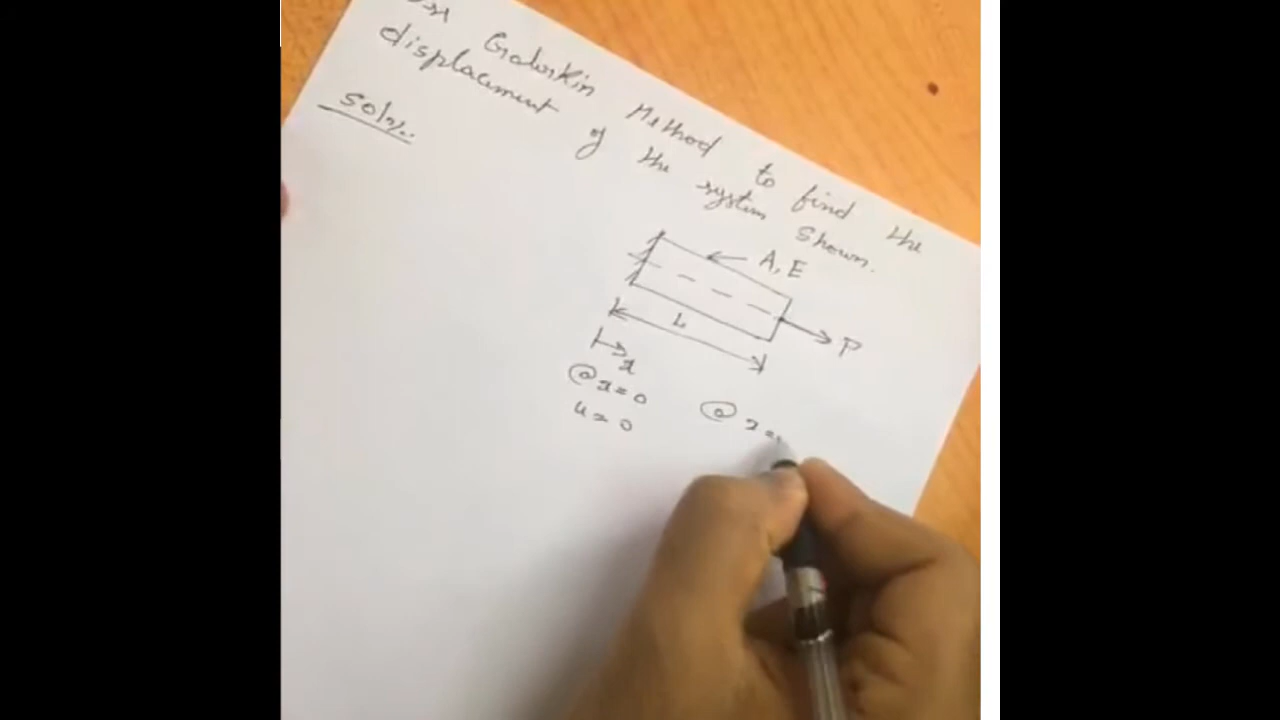 Galerkin Method to find the
displacement of the system shown.
Soln.
A, E
L
P
x
@ x=0
u=0
@ x=